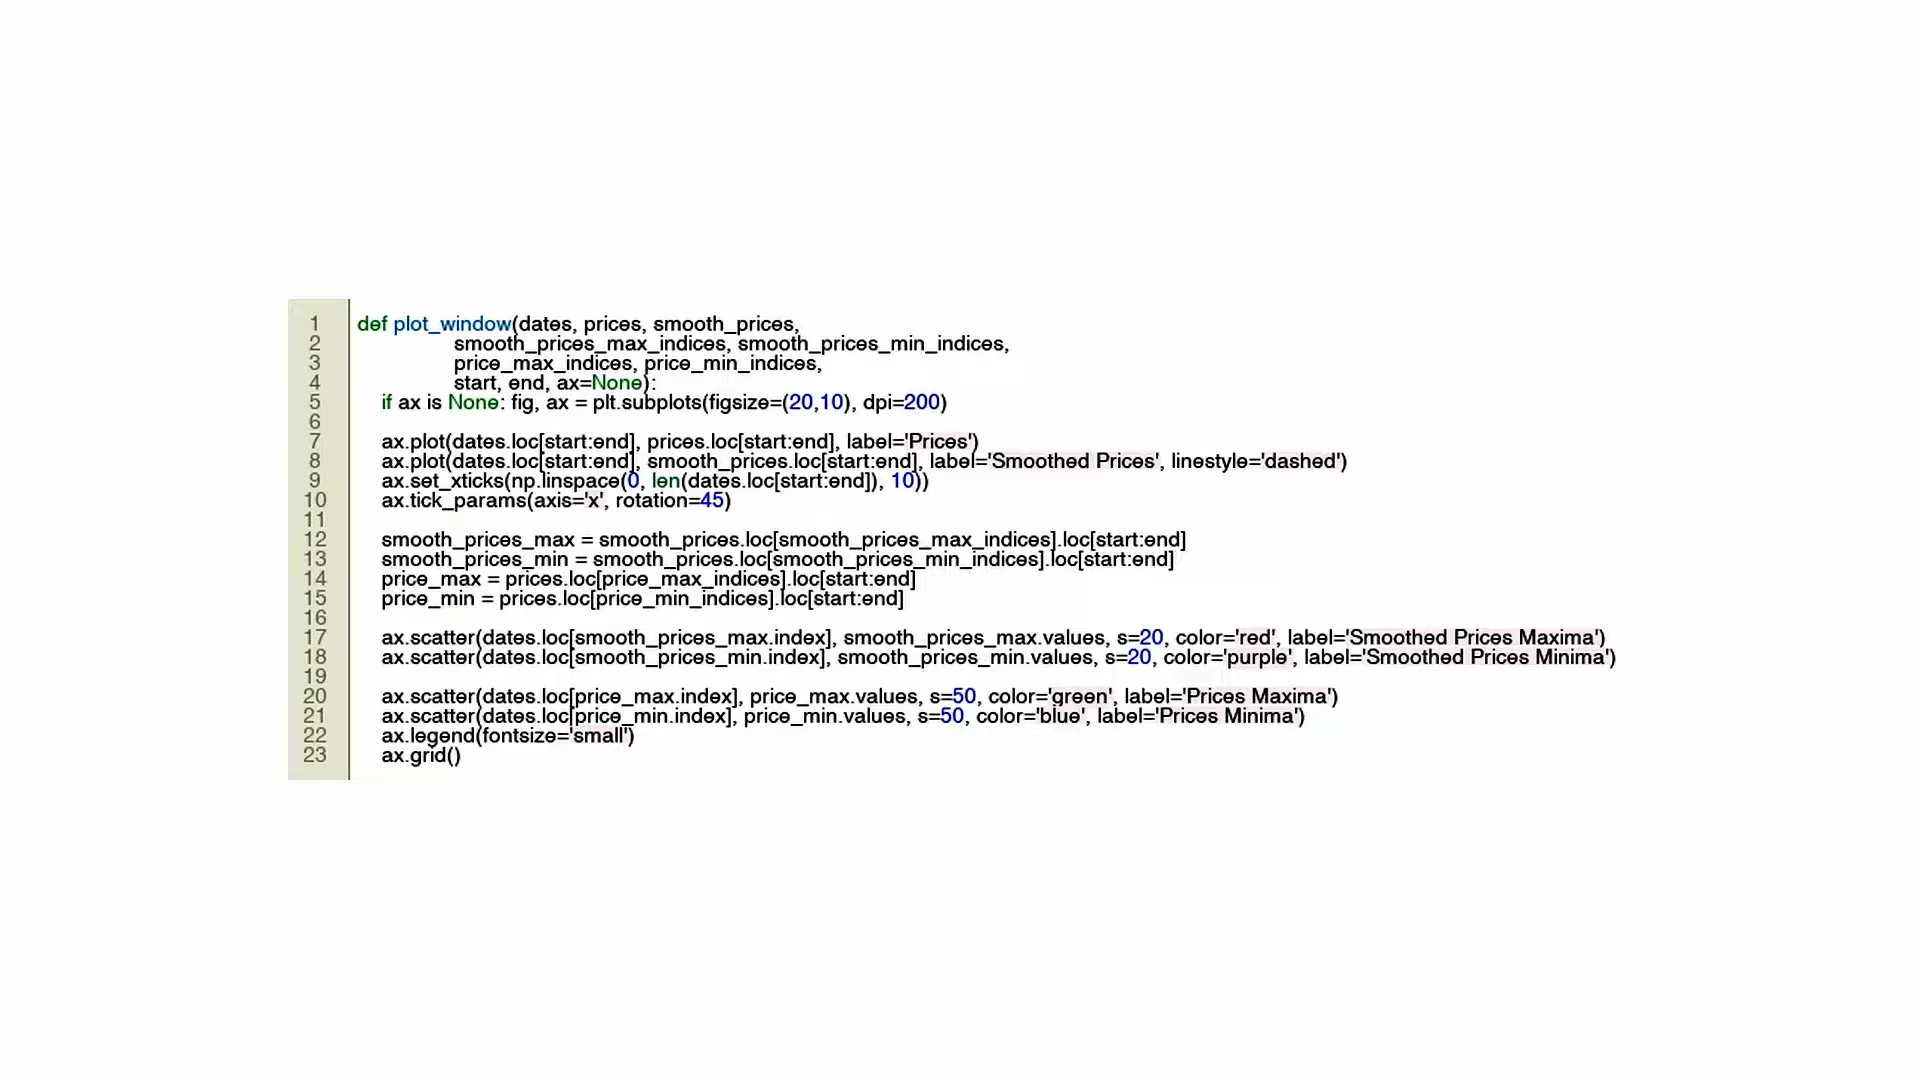 1 def plot_window(dates, prices, smooth_prices,
2 smooth_prices_max_indices, smooth_prices_min_indices,
3 price_max_indices, price_min_indices,
4 start, end, ax=None):
5 if ax is None: fig, ax = plt.subplots(figsize=(20,10), dpi=200)
6
7 ax.plot(dates.loc[start:end], prices.loc[start:end], label='Prices')
8 ax.plot(dates.loc[start:end], smooth_prices.loc[start:end], label='Smoothed Prices', linestyle='dashed')
9 ax.set_xticks(np.linspace(0, len(dates.loc[start:end]), 10))
10 ax.tick_params(axis='x', rotation=45)
11
12 smooth_prices_max = smooth_prices.loc[smooth_prices_max_indices].loc[start:end]
13 smooth_prices_min = smooth_prices.loc[smooth_prices_min_indices].loc[start:end]
14 price_max = prices.loc[price_max_indices].loc[start:end]
15 price_min = prices.loc[price_min_indices].loc[start:end]
16
17 ax.scatter(dates.loc[smooth_prices_max.index], smooth_prices_max.values, s=20, color='red', label='Smoothed Prices Maxima')
18 ax.scatter(dates.loc[smooth_prices_min.index], smooth_prices_min.values, s=20, color='purple', label='Smoothed Prices Minima')
19
20 ax.scatter(dates.loc[price_max.index], price_max.values, s=50, color='green', label='Prices Maxima')
21 ax.scatter(dates.loc[price_min.index], price_min.values, s=50, color='blue', label='Prices Minima')
22 ax.legend(fontsize='small')
23 ax.grid()